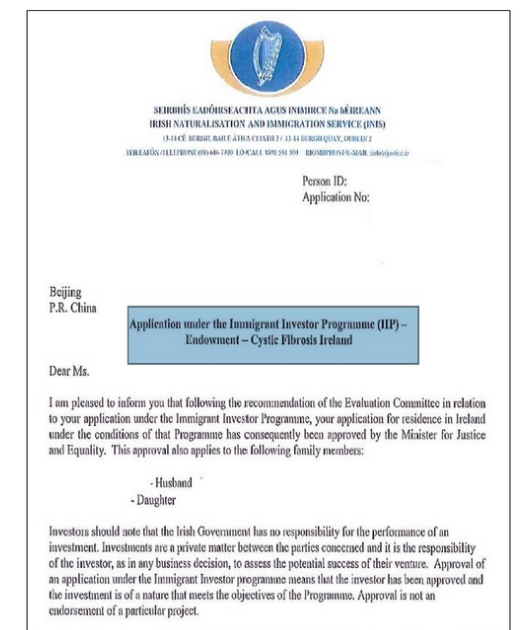 SEIRBHÍS EADÓIRSEACHTA AGUS INIMIRCE Na hÉIREANN
IRISH NATURALISATION AND IMMIGRATION SERVICE (INIS)
13-14 BURGH QUAY, DUBLIN 2
Person ID:
Application No:
Beijing
P.R. China
Application under the Immigrant Investor Programme (IIP) –
Endowment – Cystic Fibrosis Ireland
Dear Ms.
I am pleased to inform you that following the recommendation of the Evaluation Committee in relation
to your application under the Immigrant Investor Programme, your application for residence in Ireland
under the conditions of that Programme has consequently been approved by the Minister for Justice
and Equality. This approval also applies to the following family members:
- Husband
- Daughter
Investors should note that the Irish Government has no responsibility for the performance of an
investment. Investments are a private matter between the parties concerned and it is the responsibility
of the investor, as in any business decision, to assess the potential success of their venture. Approval of
an application under the Immigrant Investor programme means that the investor has been approved and
the investment is of a nature that meets the objectives of the Programme. Approval is not an
endorsement of a particular project.